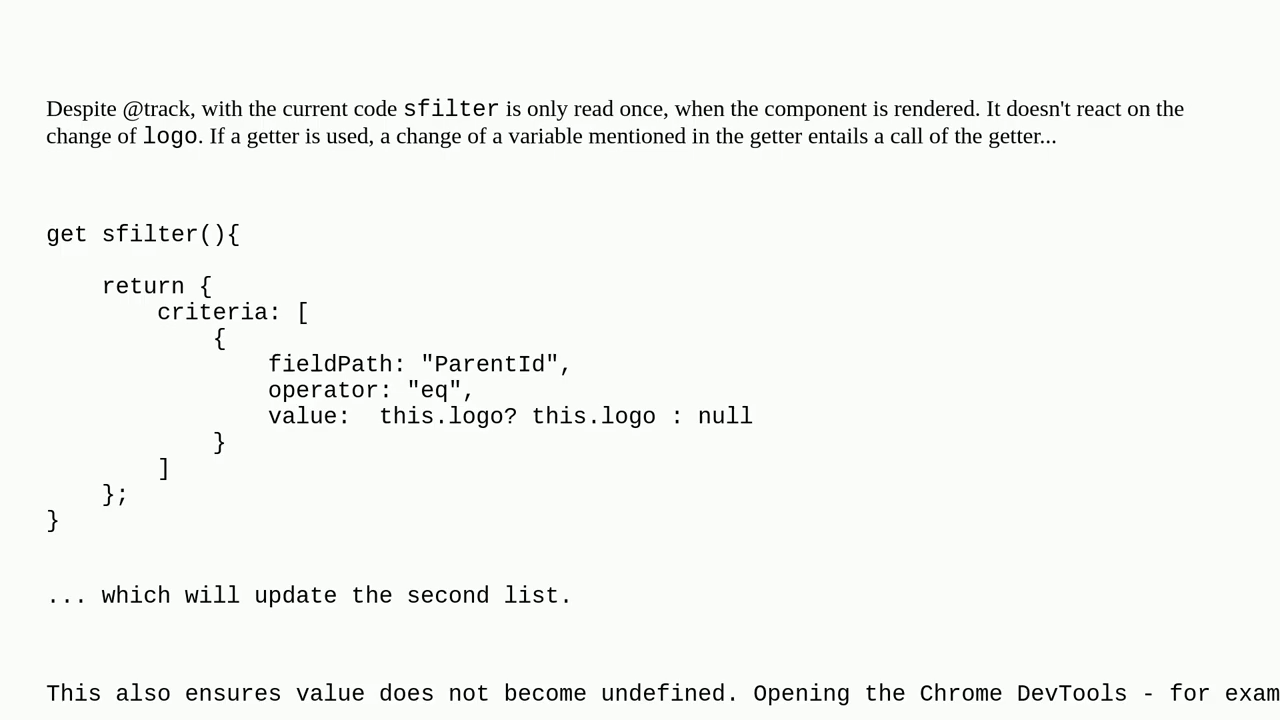 Despite @track, with the current code sfilter is only read once, when the component is rendered. It doesn't react on the
change of logo. If a getter is used, a change of a variable mentioned in the getter entails a call of the getter...
get sfilter(){
    return {
        criteria: [
            {
                fieldPath: "ParentId",
                operator: "eq",
                value:  this.logo? this.logo : null
            }
        ]
    };
}
... which will update the second list.
This also ensures value does not become undefined. Opening the Chrome DevTools - for exam